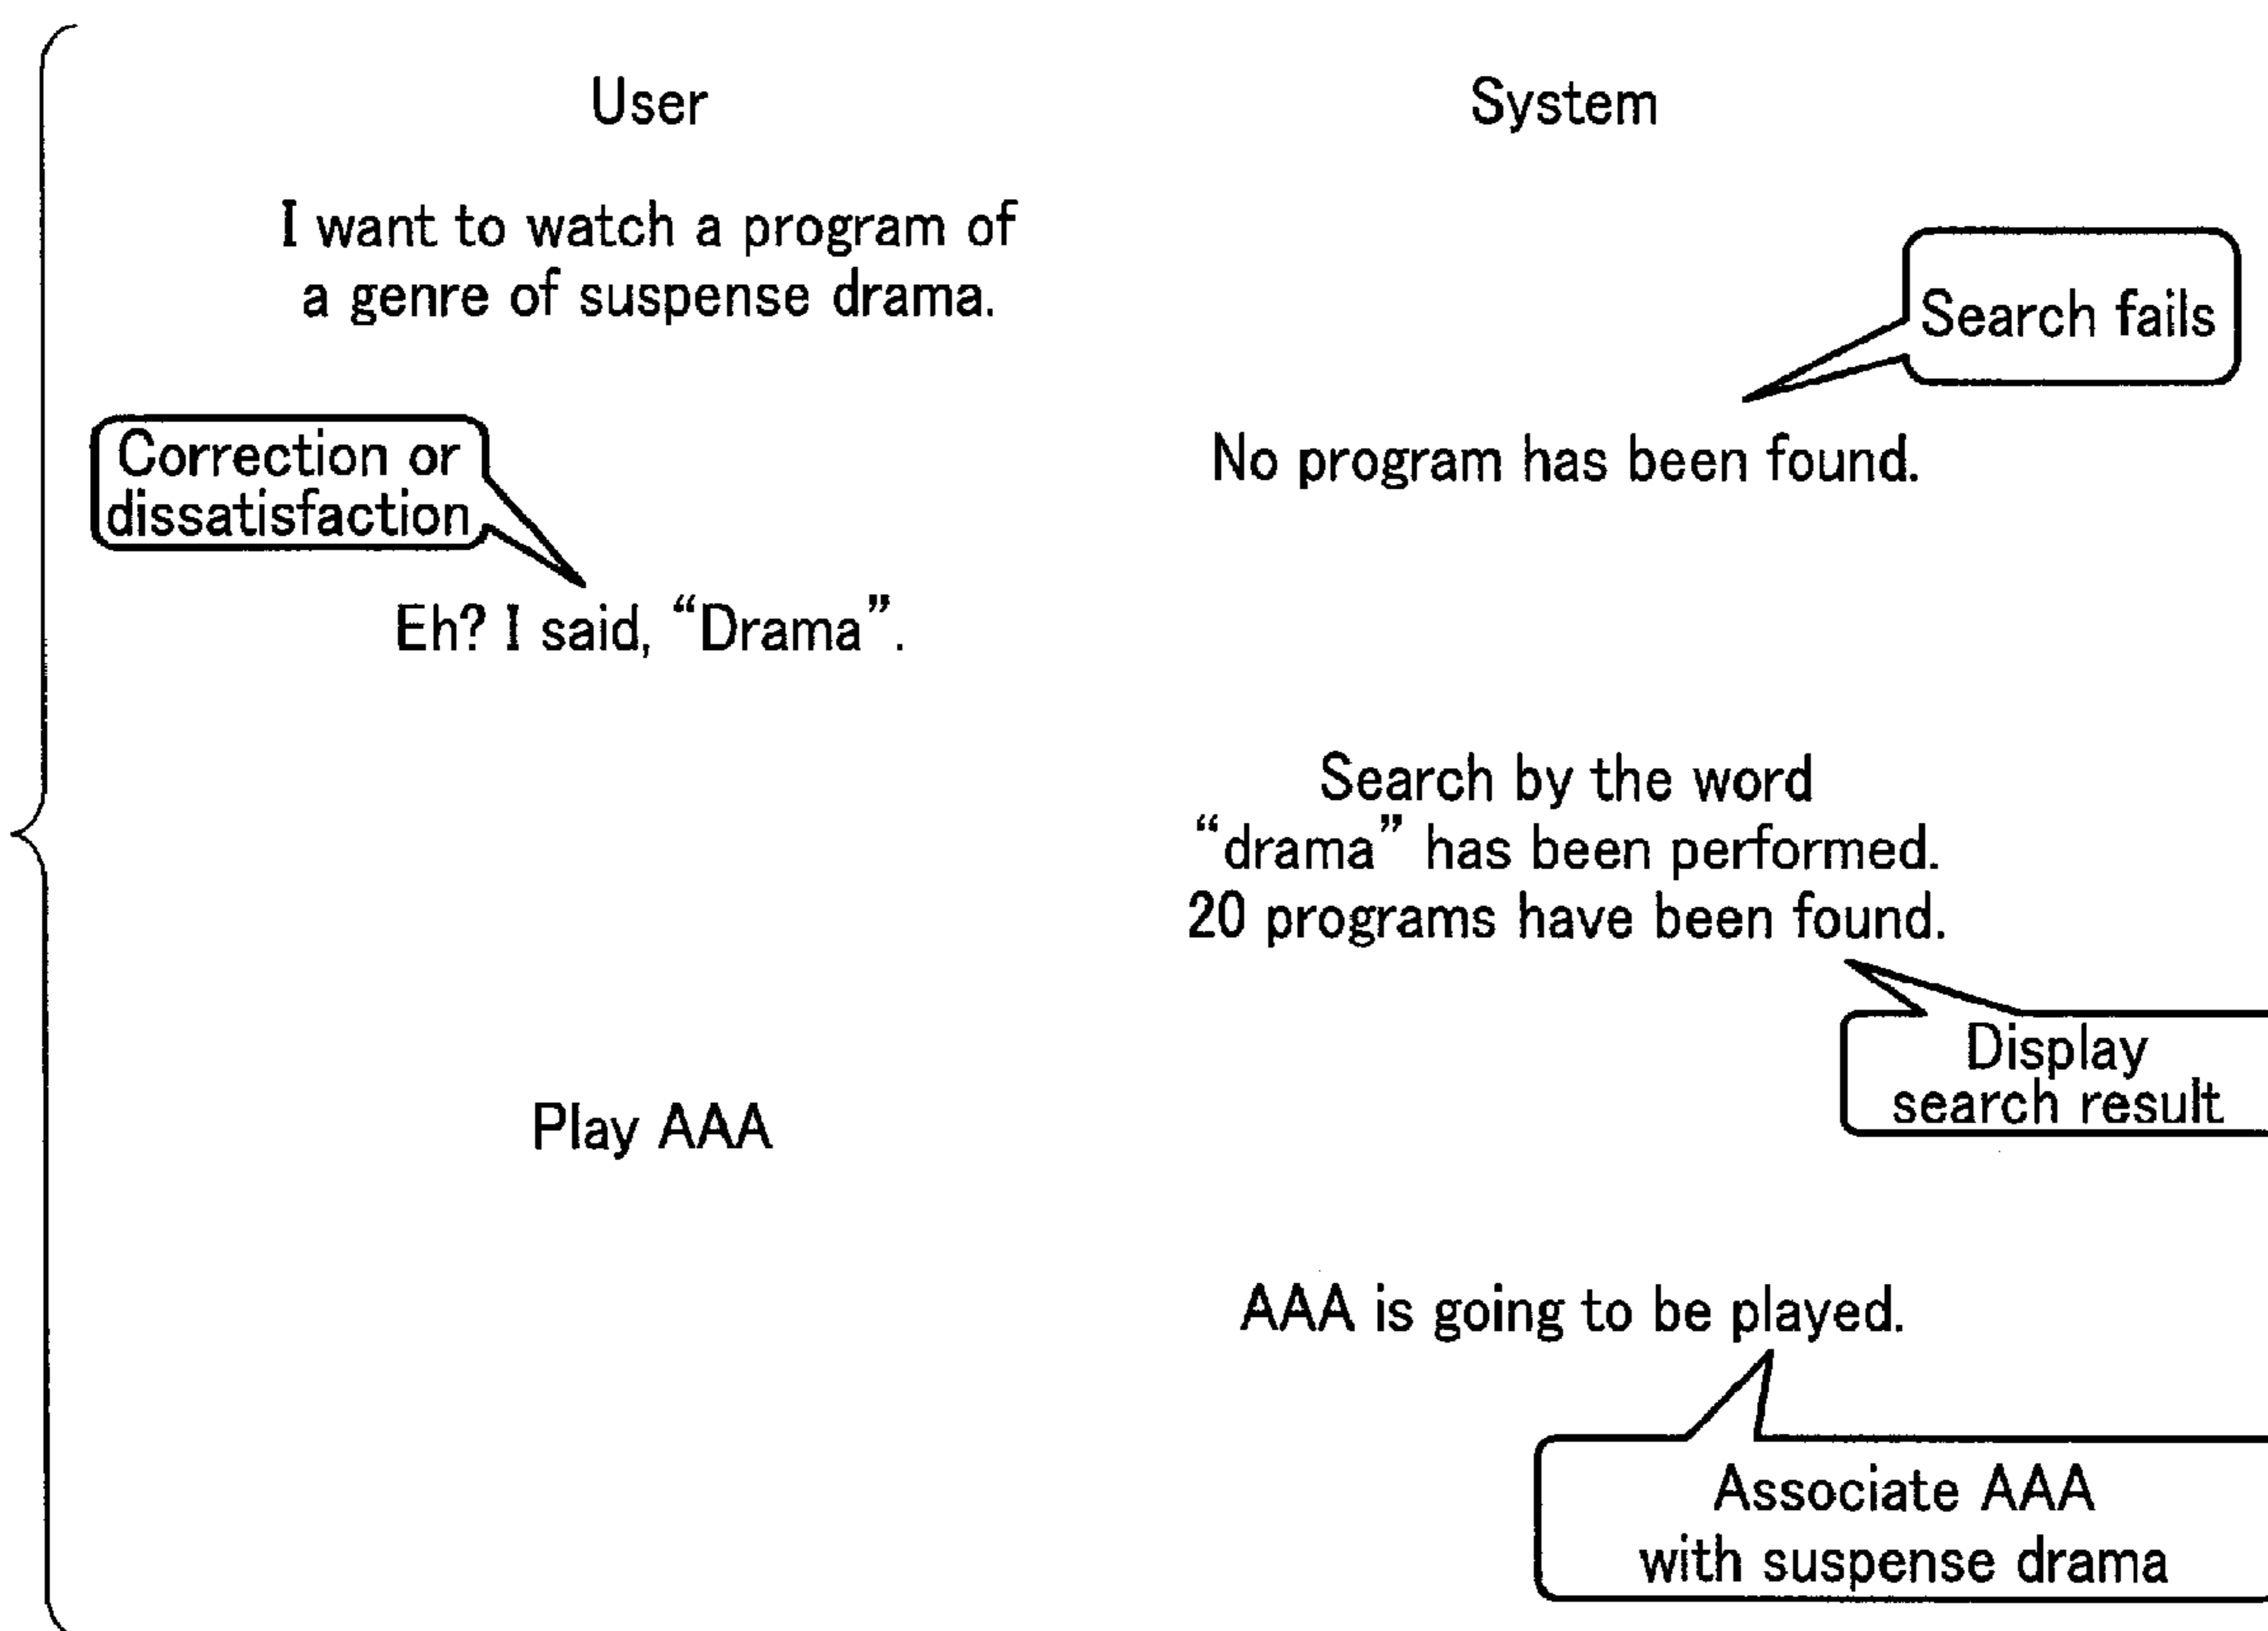 User
System
I want to watch a program of
a genre of suspense drama.
Search fails
No program has been found.
Correction or
dissatisfaction
Eh? I said, “Drama”.
Search by the word
“drama” has been performed.
20 programs have been found.
Display
search result
Play AAA
AAA is going to be played.
Associate AAA
with suspense drama